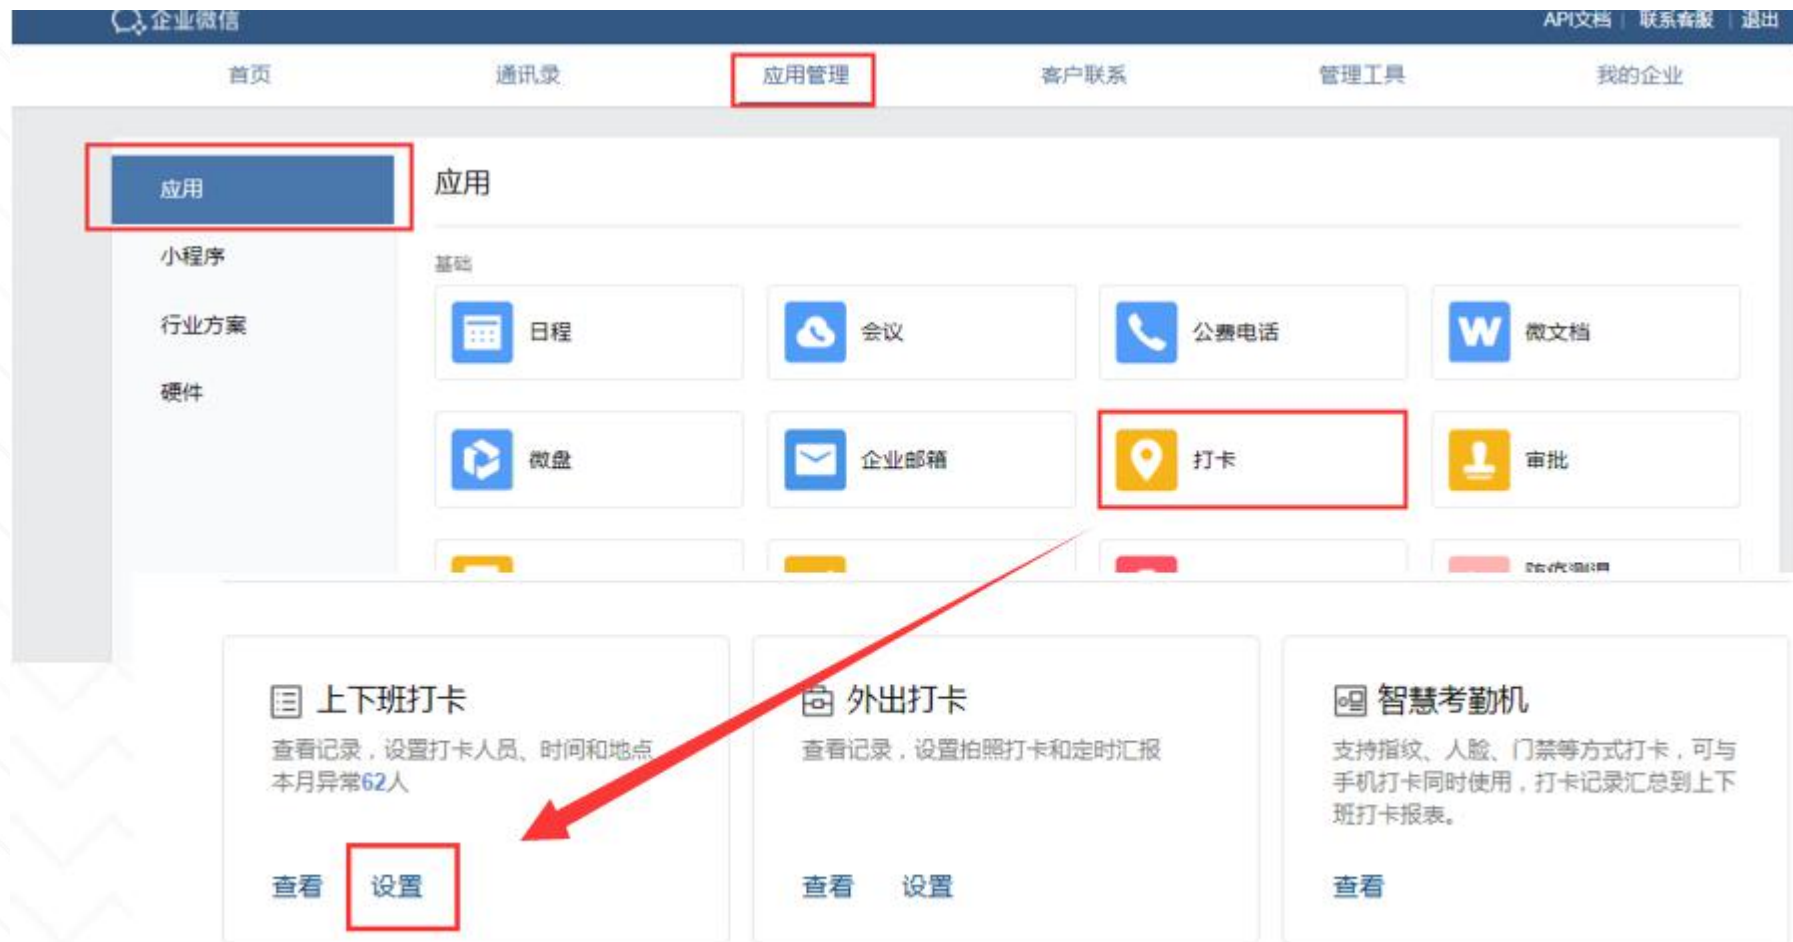 企业微信
API文档 | 联系客服 | 退出
首页 通讯录 应用管理 客户联系 管理工具 我的企业
应用
小程序
行业方案
硬件
应用
基础
日程 会议 公费电话 微文档
微盘 企业邮箱 打卡 审批
防疫测温
上下班打卡
查看记录，设置打卡人员、时间和地点
本月异常62人
查看 设置
外出打卡
查看记录，设置拍照打卡和定时汇报
查看 设置
智慧考勤机
支持指纹、人脸、门禁等方式打卡，可与
手机打卡同时使用，打卡记录汇总到上下
班打卡报表。
查看